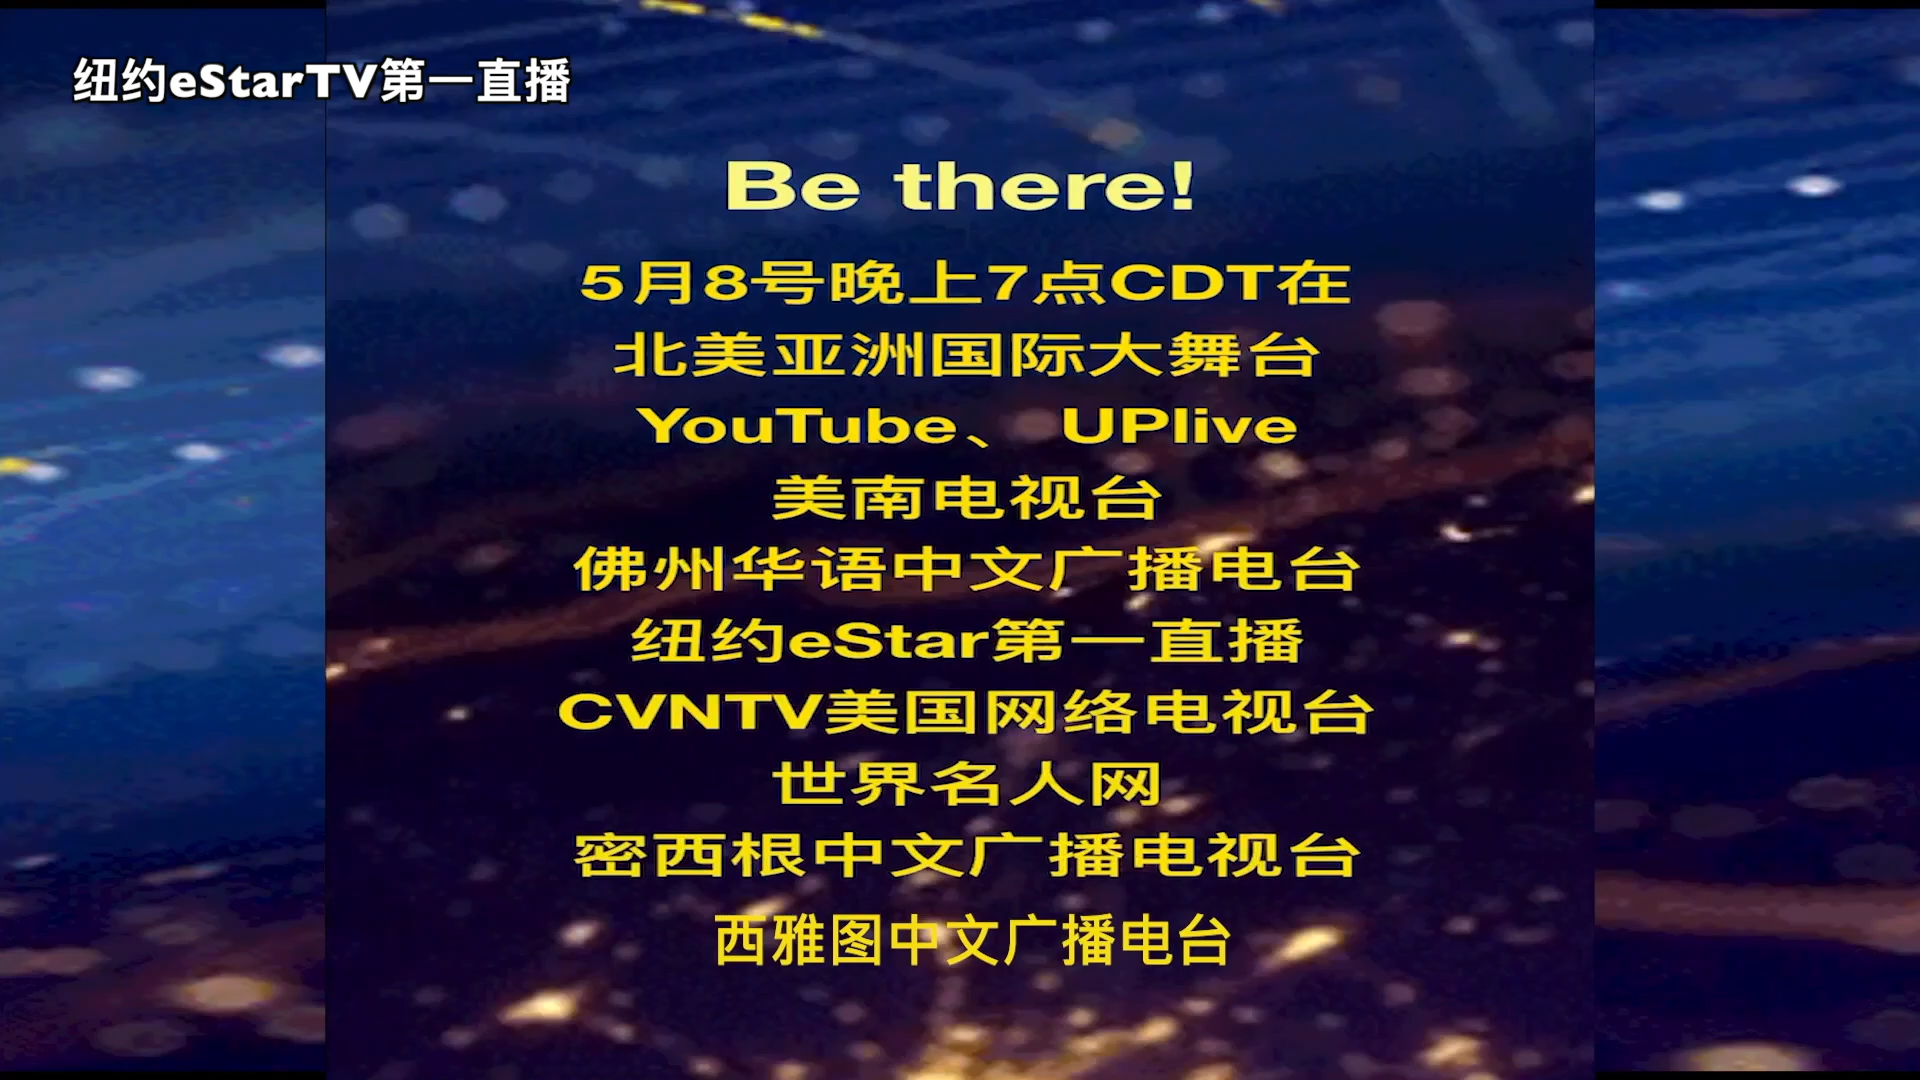 纽约eStarTV第一直播
Be there!
5月8号晚上7点CDT在
北美亚洲国际大舞台
YouTube、 UPlive
美南电视台
佛州华语中文广播电台
纽约eStar第一直播
CVNTV美国网络电视台
世界名人网
密西根中文广播电视台
西雅图中文广播电台